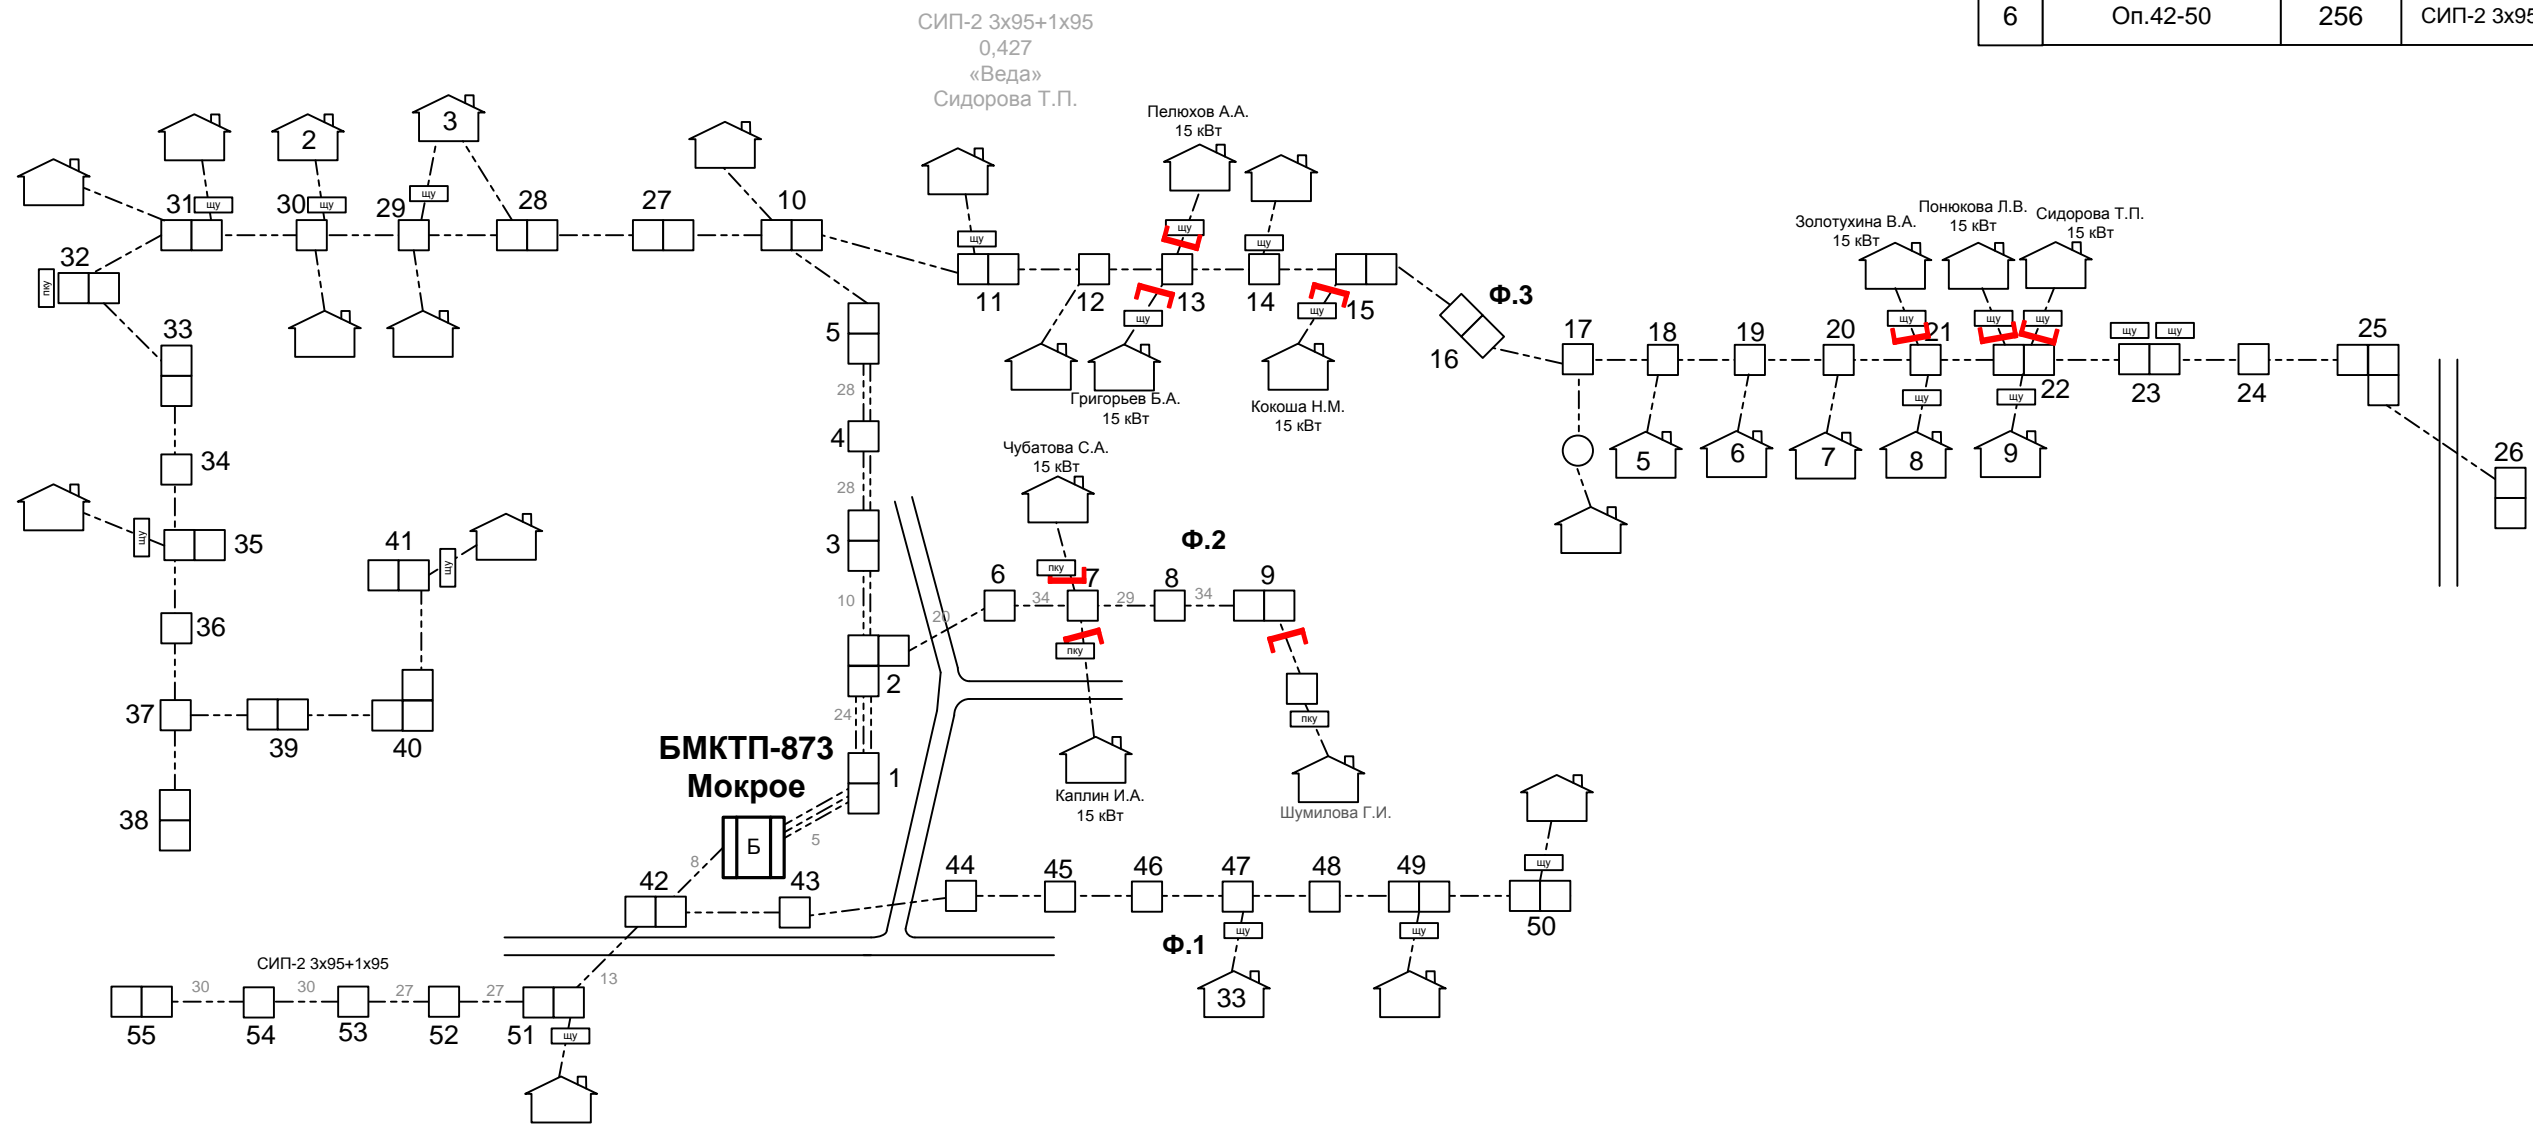 6 Оп.42-50 256 СИП-2 3х95
СИП-2 3х95+1х95
0,427
«Веда»
Сидорова Т.П.
Пелюхов А.А.
15 кВт
Золотухина В.А.
15 кВт
Понюкова Л.В.
15 кВт
Сидорова Т.П.
15 кВт
2
3
31
щу
30
щу
29
щу
28
27
10
32
пку
щу
11
12
щу
13
щу
14
щу
щу
15
Ф.3
16
17
18
19
20
щу
21
щу
щу
22
щу
щу
23
24
25
26
33
5
28
4
28
3
10
2
24
1
5
Григорьев Б.А.
15 кВт
Кокоша Н.М.
15 кВт
5
6
7
щу
8
щу
9
34
щу
35
41
щу
36
37
39
40
38
Чубатова С.А.
15 кВт
Ф.2
пку
6
34
7
29
8
34
9
20
пку
пку
Каплин И.А.
15 кВт
Шумилова Г.И.
БМКТП-873
Мокрое
Б
8
42
43
44
45
46
47
48
49
щу
50
щу
Ф.1
щу
33
СИП-2 3х95+1х95
13
30
30
27
27
55
54
53
52
51
щу